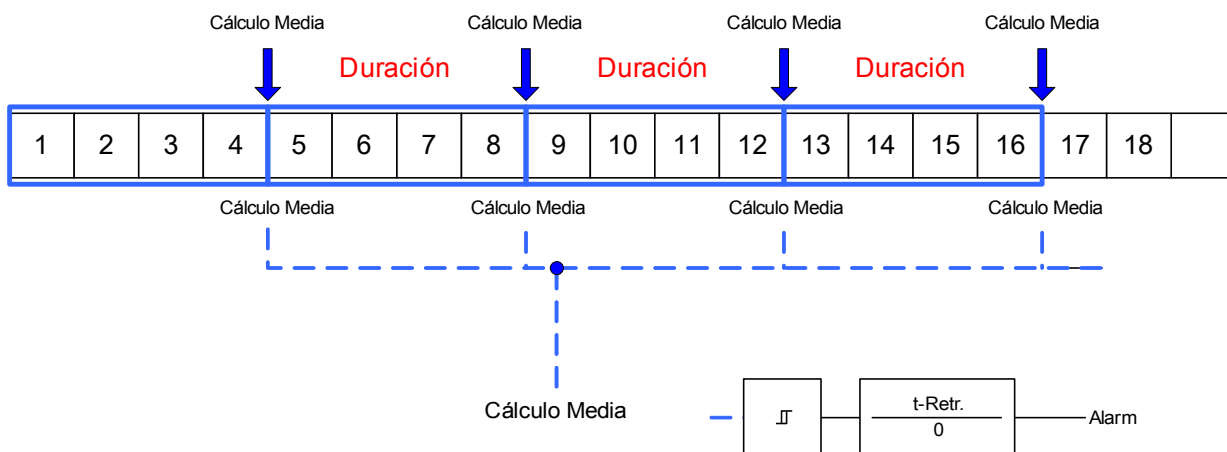 Cálculo Media Cálculo Media Cálculo Media Cálculo Media
Duración Duración Duración
1 2 3 4 5 6 7 8 9 10 11 12 13 14 15 16 17 18
Cálculo Media Cálculo Media Cálculo Media Cálculo Media
Cálculo Media
t-Retr.
0
Alarm